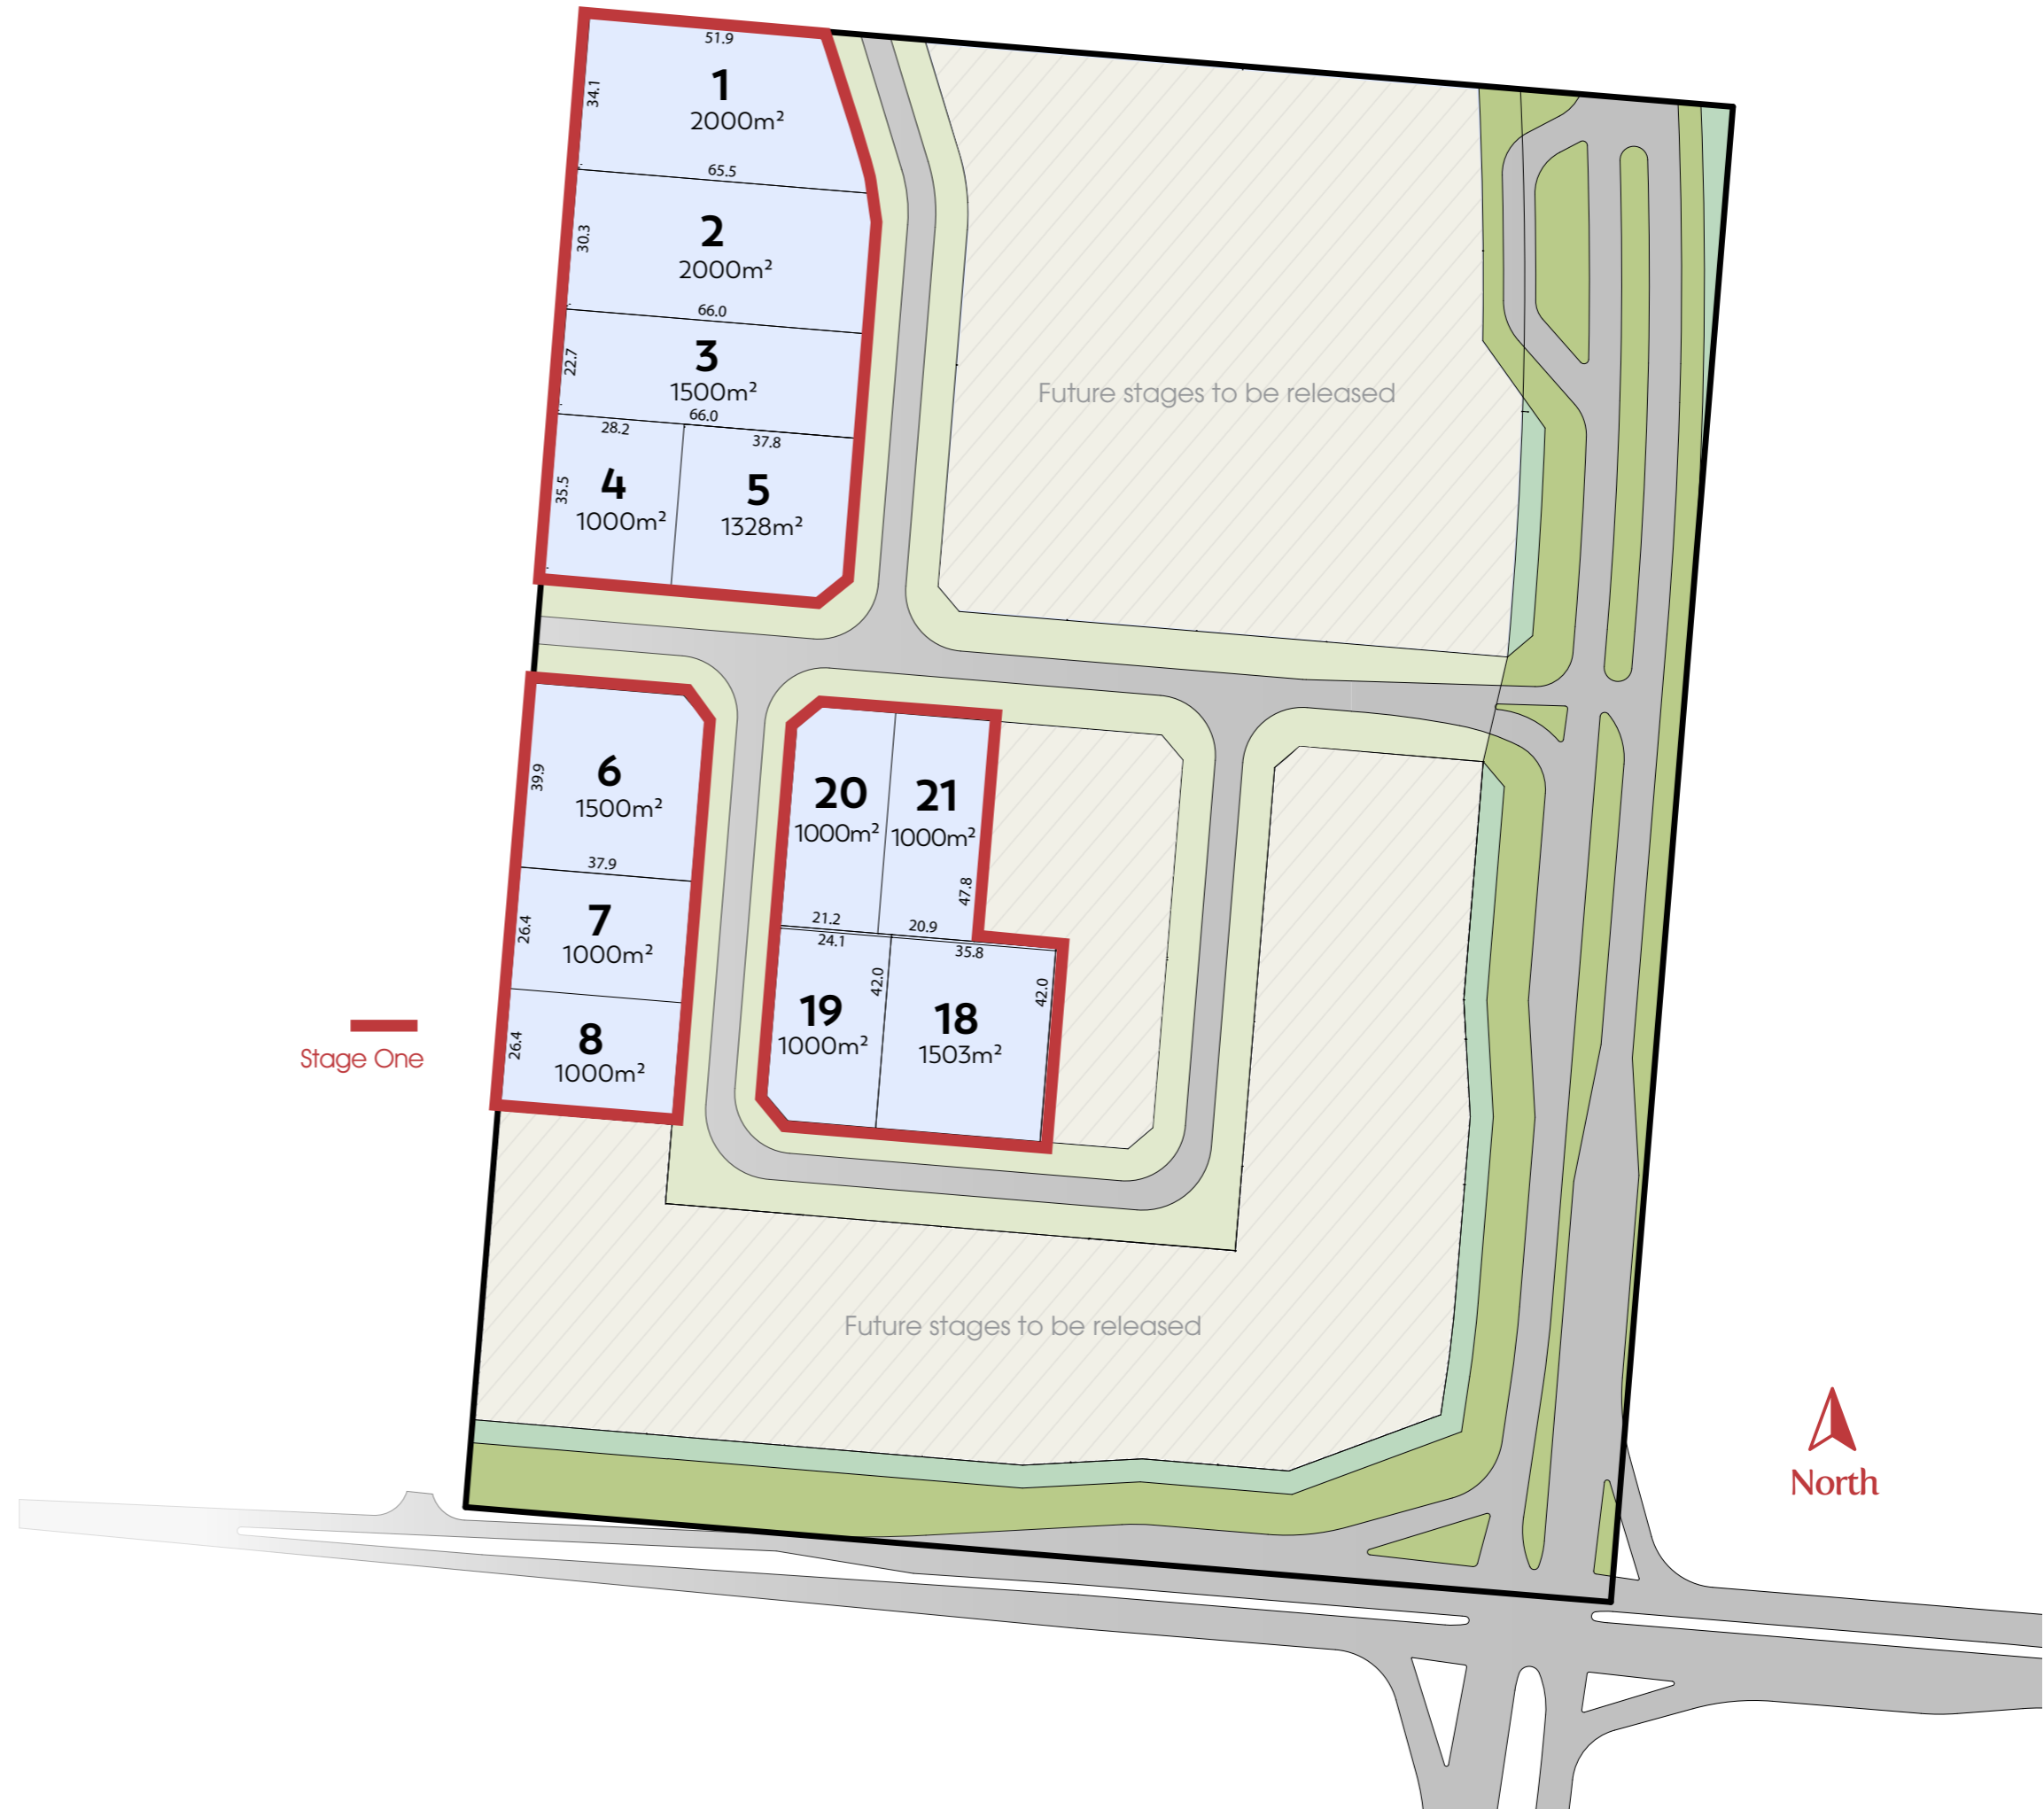 51.9
34.1
1
2000m²
65.5
30.3
2
2000m²
66.0
22.7
3
1500m²
66.0
28.2
37.8
35.5
4
1000m²
5
1328m²
Future stages to be released
39.9
6
1500m²
37.9
26.4
7
1000m²
26.4
8
1000m²
20
1000m²
21
1000m²
47.8
21.2
20.9
24.1
35.8
42.0
42.0
19
1000m²
18
1503m²
Stage One
Future stages to be released
North